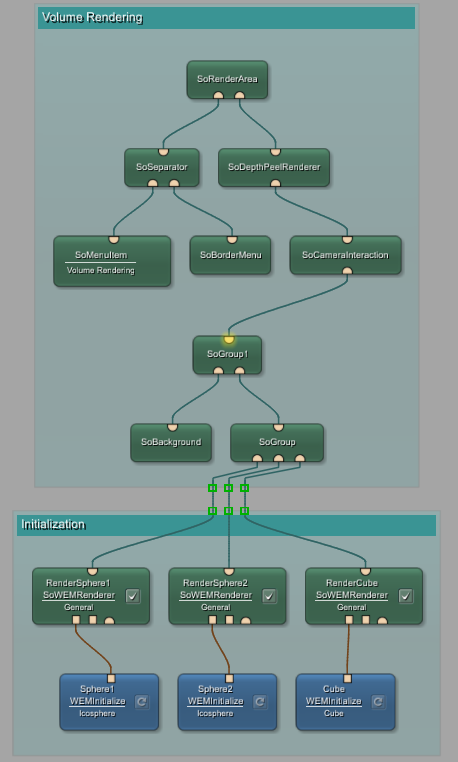 Volume Rendering
SoRenderArea
SoSeparator
SoDepthPeelRenderer
SoMenuItem
Volume Rendering
SoBorderMenu
SoCameraInteraction
SoGroup1
SoBackground
SoGroup
Initialization
RenderSphere1
SoWEMRenderer
General
RenderSphere2
SoWEMRenderer
General
RenderCube
SoWEMRenderer
General
Sphere1
WEMInitialize
Icosphere
Sphere2
WEMInitialize
Icosphere
Cube
WEMInitialize
Cube